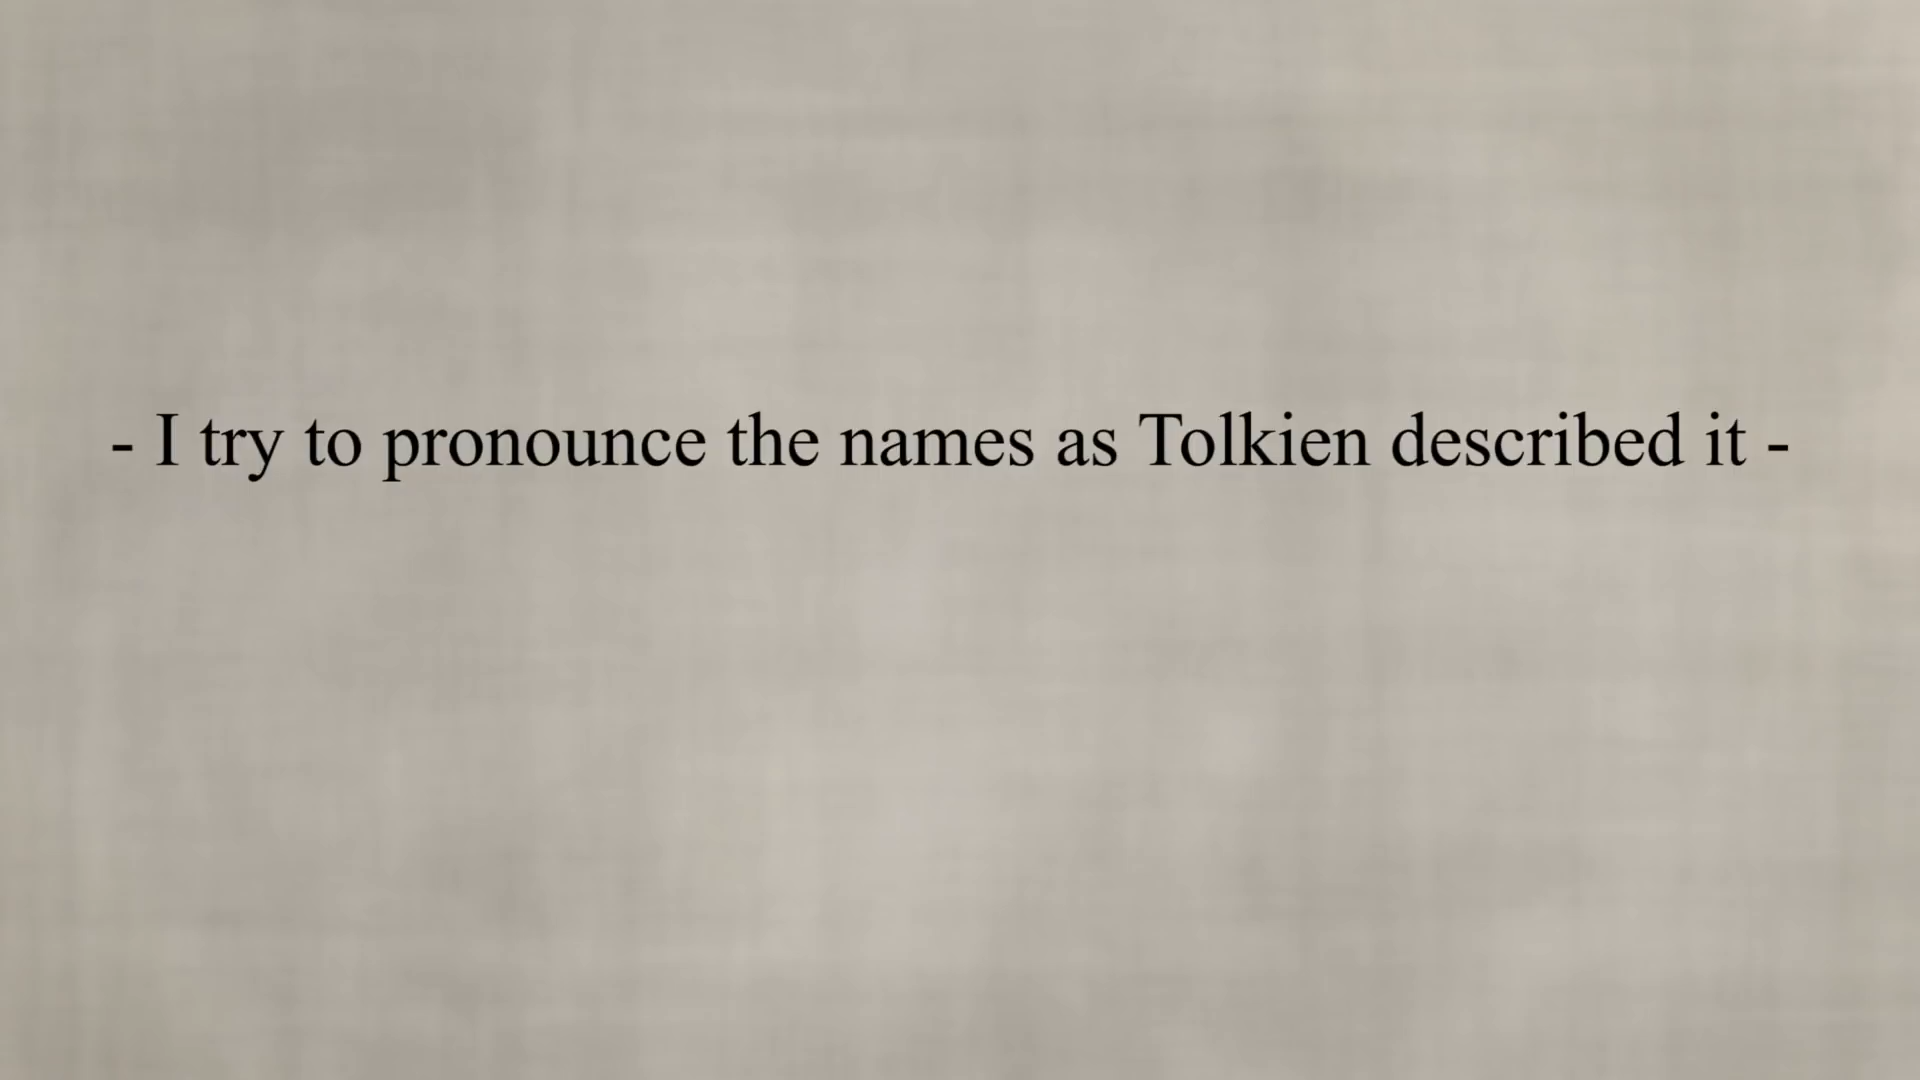 - I try to pronounce the names as Tolkien described it -